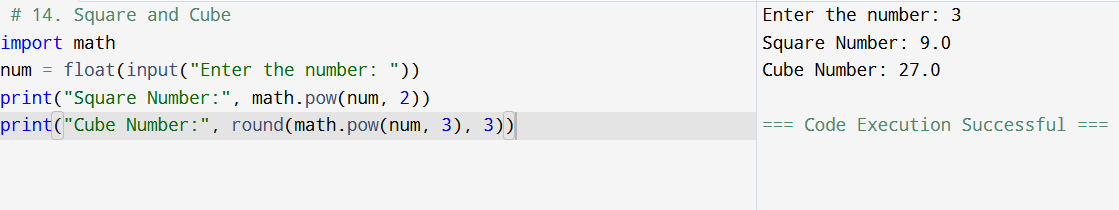 # 14. Square and Cube
import math
num = float(input("Enter the number: "))
print("Square Number:", math.pow(num, 2))
print("Cube Number:", round(math.pow(num, 3), 3))
Enter the number: 3
Square Number: 9.0
Cube Number: 27.0
=== Code Execution Successful ===